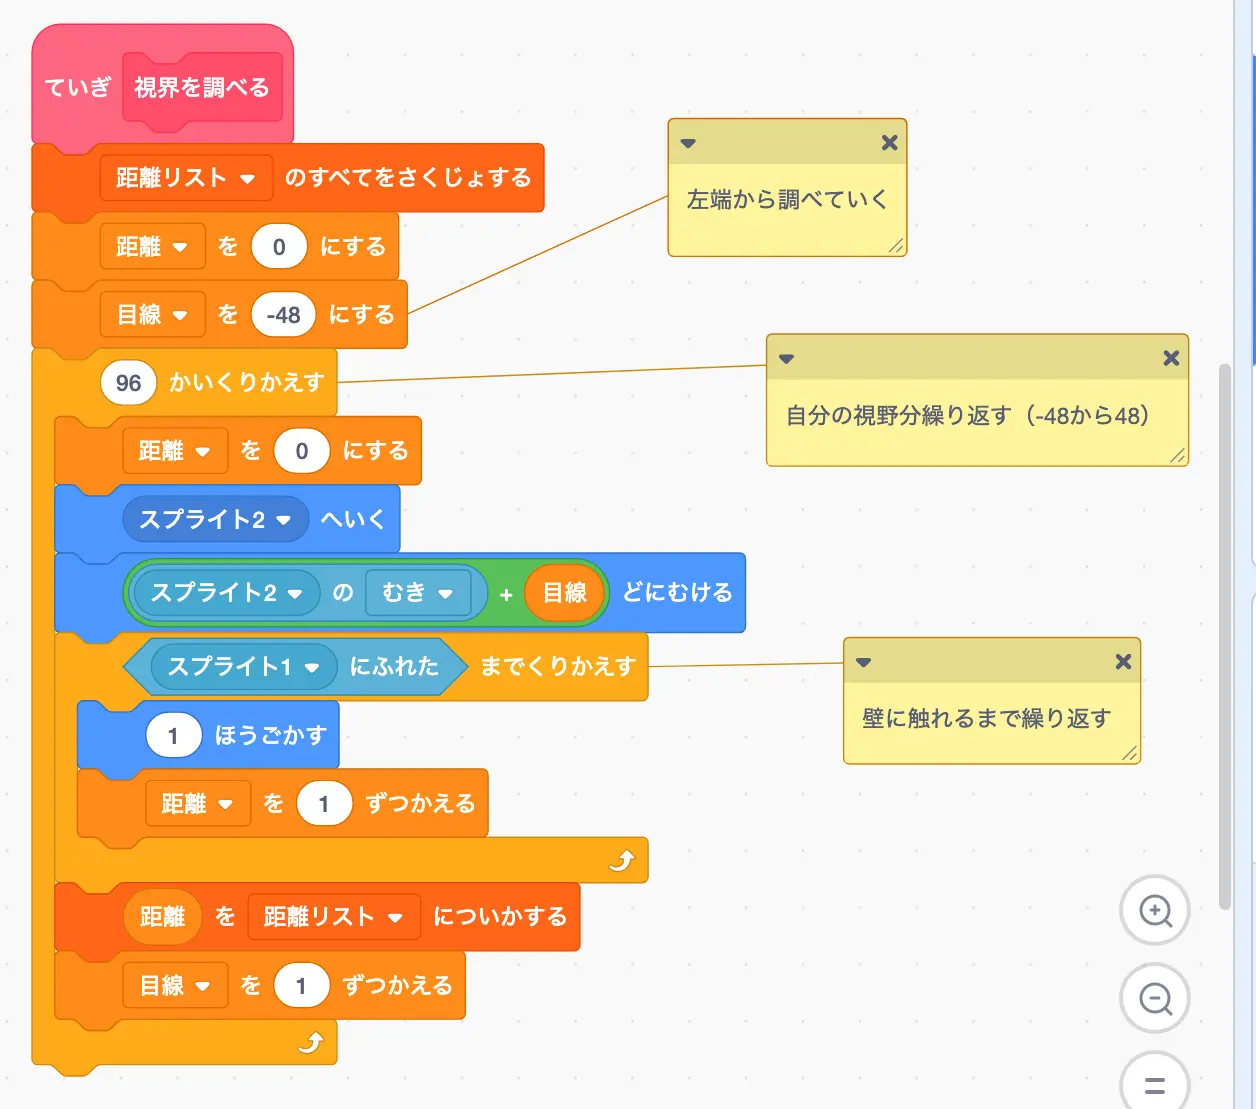 ていぎ 視界を調べる
距離リスト のすべてをさくじょする
距離 を 0 にする
目線 を -48 にする
左端から調べていく
96 かいくりかえす
自分の視野分繰り返す（-48から48）
距離 を 0 にする
スプライト2 へいく
スプライト2 の むき + 目線 どにむける
スプライト1 にふれた までくりかえす
壁に触れるまで繰り返す
1 ほうごかす
距離 を 1 ずつかえる
距離 を 距離リスト についかする
目線 を 1 ずつかえる